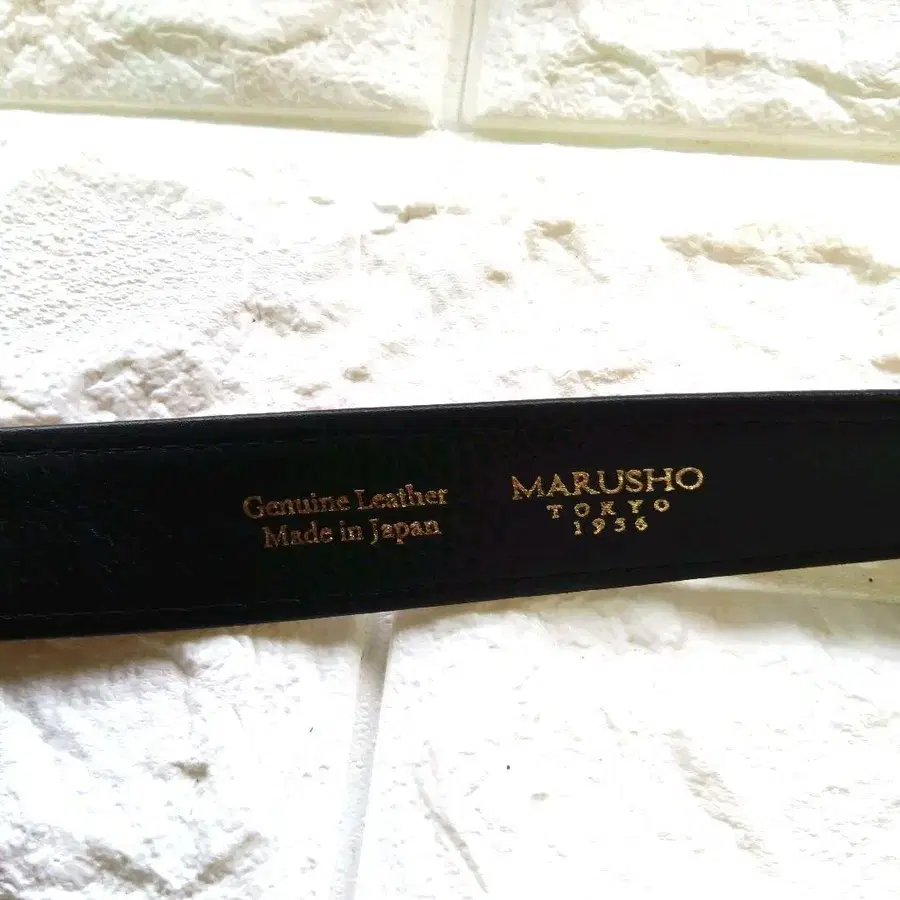 Genuine Leather
Made in Japan
MARUSHO
TOKYO
1956